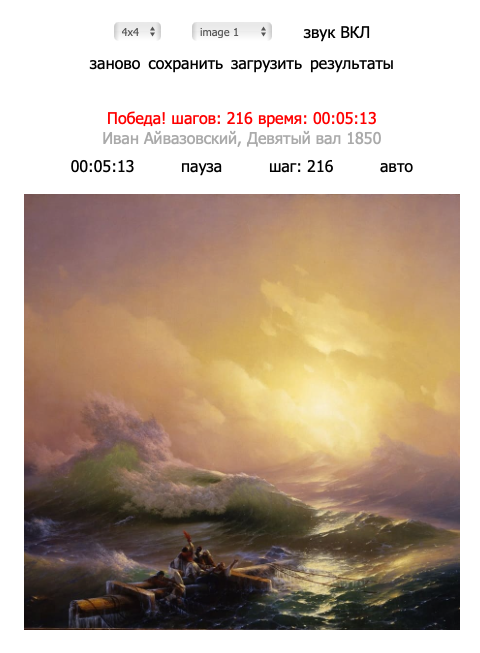 4x4 image 1 звук ВКЛ
заново сохранить загрузить результаты
Победа! шагов: 216 время: 00:05:13
Иван Айвазовский, Девятый вал 1850
00:05:13 пауза шаг: 216 авто